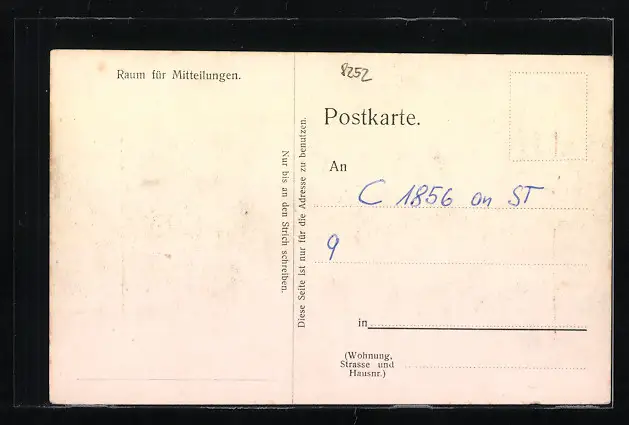 Raum für Mitteilungen.
Nur bis an den Strich schreiben.
Diese Seite ist nur für die Adresse zu benutzen.
8252
Postkarte.
An
C 1856 on ST
9
in
(Wohnung,
Strasse und
Hausnr.)